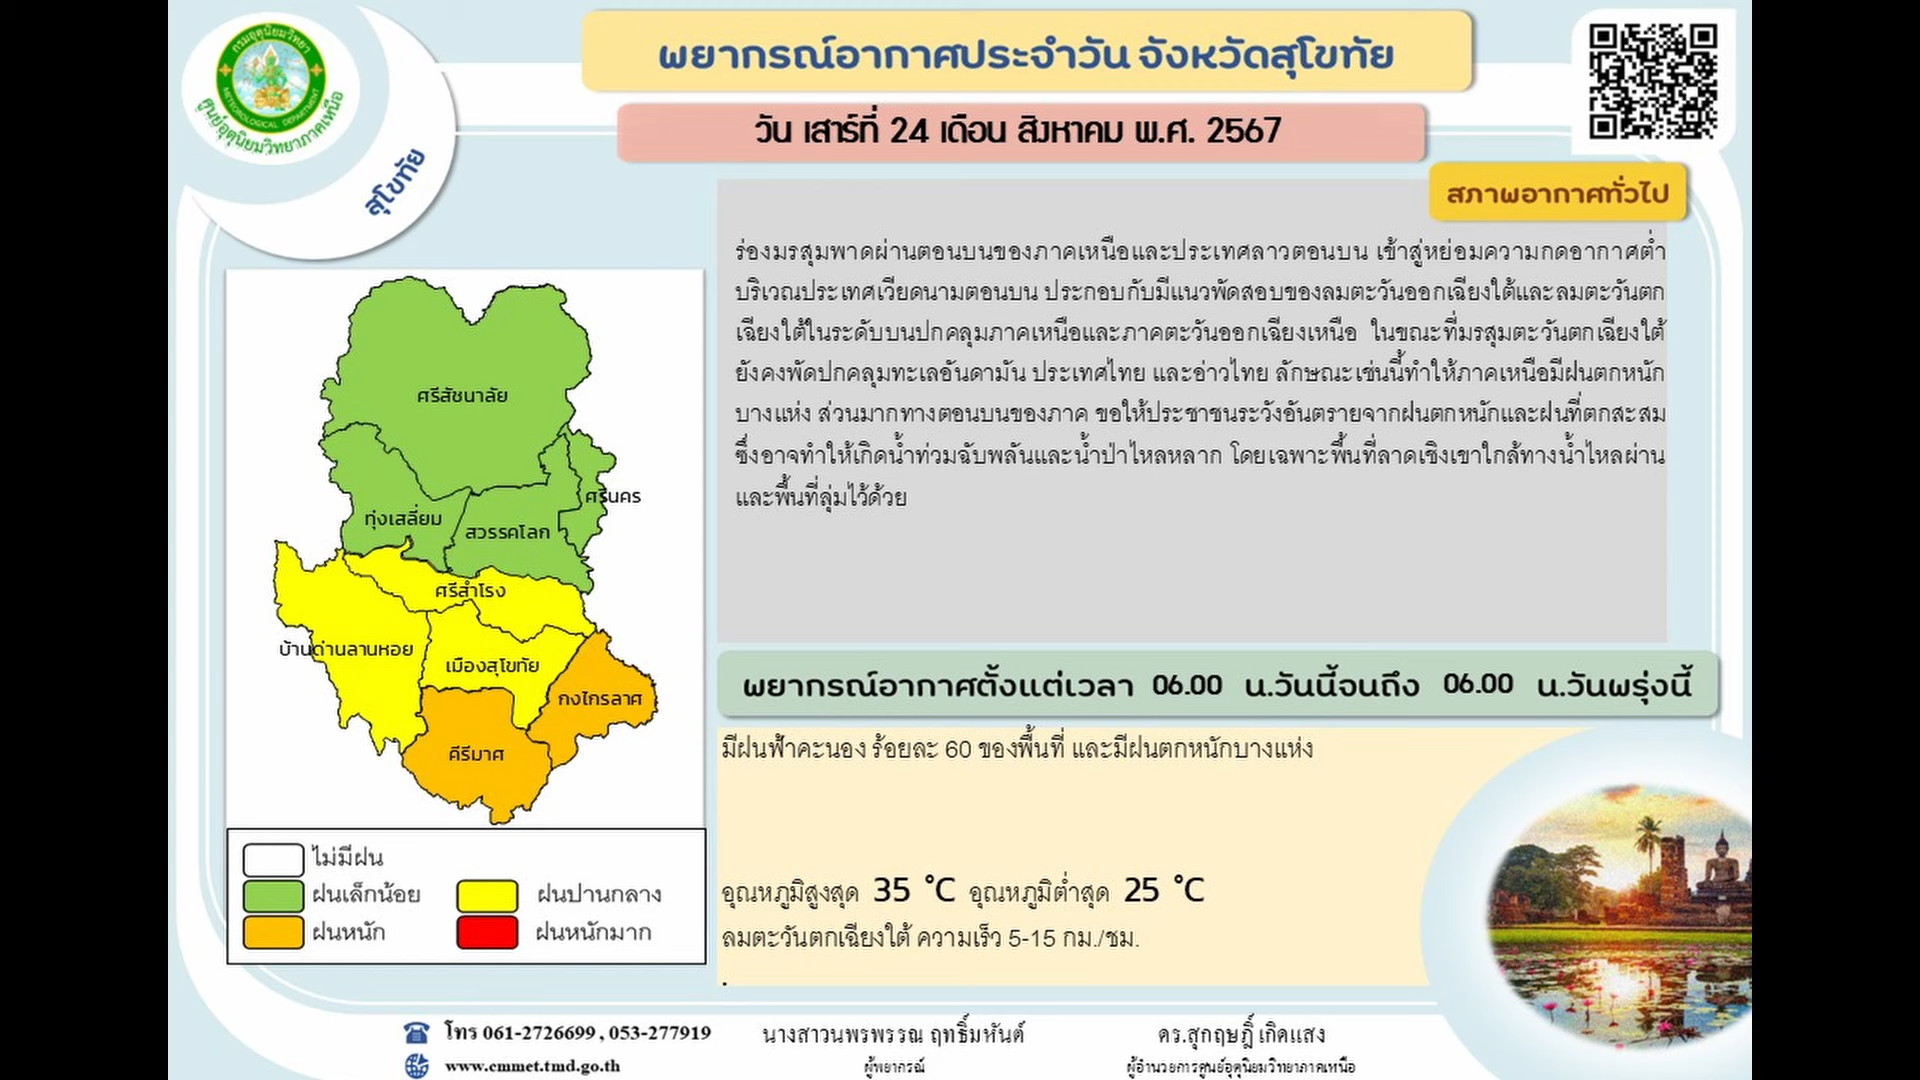 กรมอุตุนิยมวิทยา
METEOROLOGICAL DEPARTMENT
ศูนย์อุตุนิยมวิทยาภาคเหนือ
สุโขทัย
พยากรณ์อากาศประจำวัน จังหวัดสุโขทัย
วัน เสาร์ที่ 24 เดือน สิงหาคม พ.ศ. 2567
สภาพอากาศทั่วไป
ร่องมรสุมพาดผ่านตอนบนของภาคเหนือและประเทศลาวตอนบน เข้าสู่หย่อมความกดอากาศต่ำ
บริเวณประเทศเวียดนามตอนบน ประกอบกับมีแนวพัดสอบของลมตะวันออกเฉียงใต้และลมตะวันตก
เฉียงใต้ในระดับบนปกคลุมภาคเหนือและภาคตะวันออกเฉียงเหนือ ในขณะที่มรสุมตะวันตกเฉียงใต้
ยังคงพัดปกคลุมทะเลอันดามัน ประเทศไทย และอ่าวไทย ลักษณะเช่นนี้ทำให้ภาคเหนือมีฝนตกหนัก
บางแห่ง ส่วนมากทางตอนบนของภาค ขอให้ประชาชนระวังอันตรายจากฝนตกหนักและฝนที่ตกสะสม
ซึ่งอาจทำให้เกิดน้ำท่วมฉับพลันและน้ำป่าไหลหลาก โดยเฉพาะพื้นที่ลาดเชิงเขาใกล้ทางน้ำไหลผ่าน
และพื้นที่ลุ่มไว้ด้วย
ศรีสัชนาลัย
ศรีนคร
ทุ่งเสลี่ยม
สวรรคโลก
ศรีสำโรง
บ้านด่านลานหอย
เมืองสุโขทัย
กงไกรลาศ
คีรีมาศ
ไม่มีฝน
ฝนเล็กน้อย
ฝนปานกลาง
ฝนหนัก
ฝนหนักมาก
พยากรณ์อากาศตั้งแต่เวลา 06.00 น.วันนี้จนถึง 06.00 น.วันพรุ่งนี้
มีฝนฟ้าคะนอง ร้อยละ 60 ของพื้นที่ และมีฝนตกหนักบางแห่ง
อุณหภูมิสูงสุด 35 °C อุณหภูมิต่ำสุด 25 °C
ลมตะวันตกเฉียงใต้ ความเร็ว 5-15 กม./ชม.
.
โทร 061-2726699 , 053-277919
www.cmmet.tmd.go.th
นางสาวนพรพรรณ ฤทธิ์มหันต์
ผู้พยากรณ์
ดร.สุกฤษฎิ์ เกิดแสง
ผู้อำนวยการศูนย์อุตุนิยมวิทยาภาคเหนือ